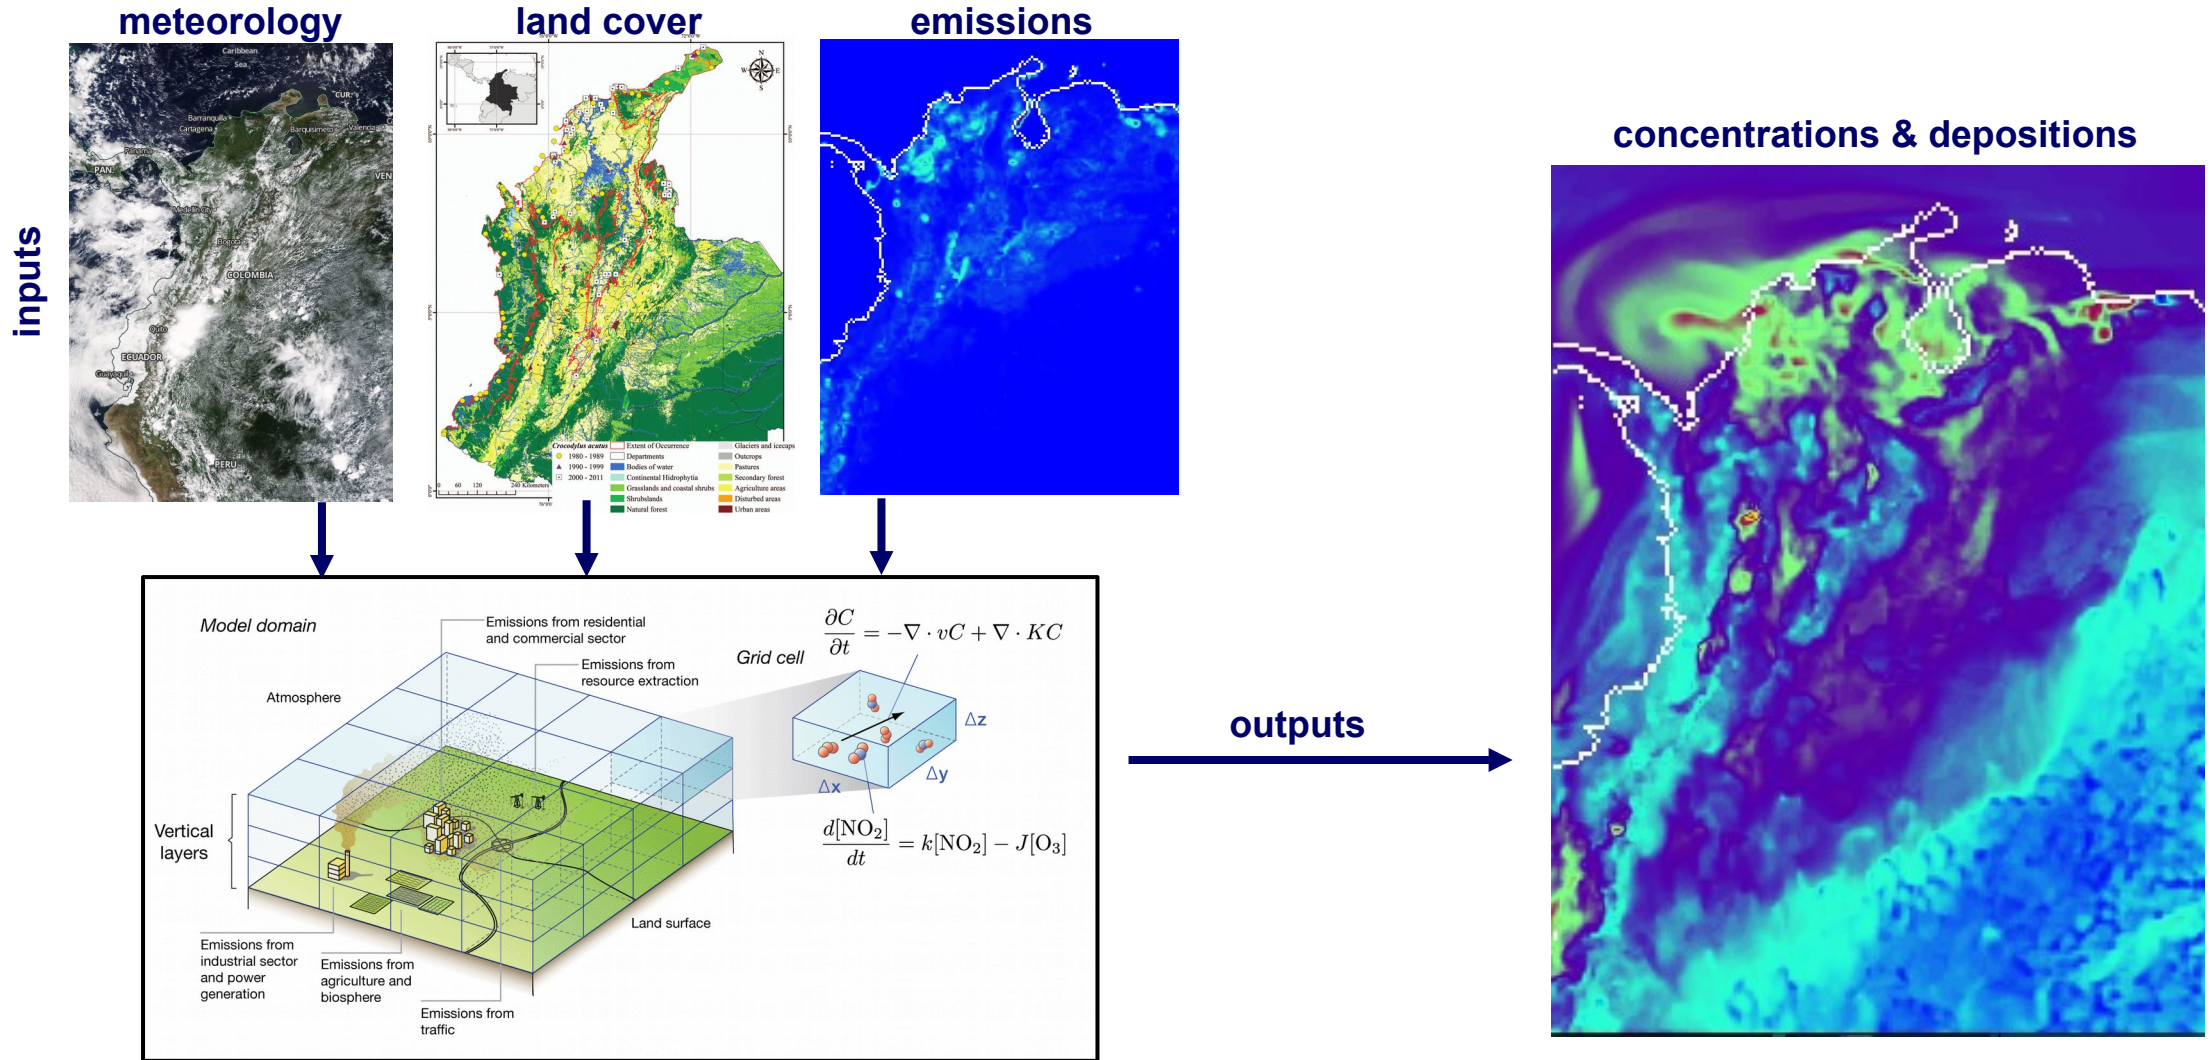 meteorology
land cover
emissions
concentrations & depositions
inputs
Caribbean
Sea
CUR.
Barranquilla
Cartagena
Barquisimeto
Valencia
Panama
PAN.
VEN
Medellin City
Bogota
COLOMBIA
Quito
ECUADOR
Guayaquil
PERU
N
W
E
S
Crocodylus acutus
1980 - 1989
1990 - 1999
2000 - 2011
0 60 120 240 Kilometers
Extent of Occurrence
Departments
Bodies of water
Continental Hidrophytia
Grasslands and coastal shrubs
Shrubslands
Natural forest
Glaciers and icecaps
Outcrops
Pastures
Secondary forest
Agriculture areas
Disturbed areas
Urban areas
Model domain
Emissions from residential
and commercial sector
Emissions from
resource extraction
Atmosphere
Vertical
layers
Land surface
Emissions from
industrial sector
and power
generation
Emissions from
agriculture and
biosphere
Emissions from
traffic
Grid cell
∂C/∂t = −∇ · vC + ∇ · KC
Δz
Δy
Δx
d[NO₂]/dt = k[NO₂] − J[O₃]
outputs